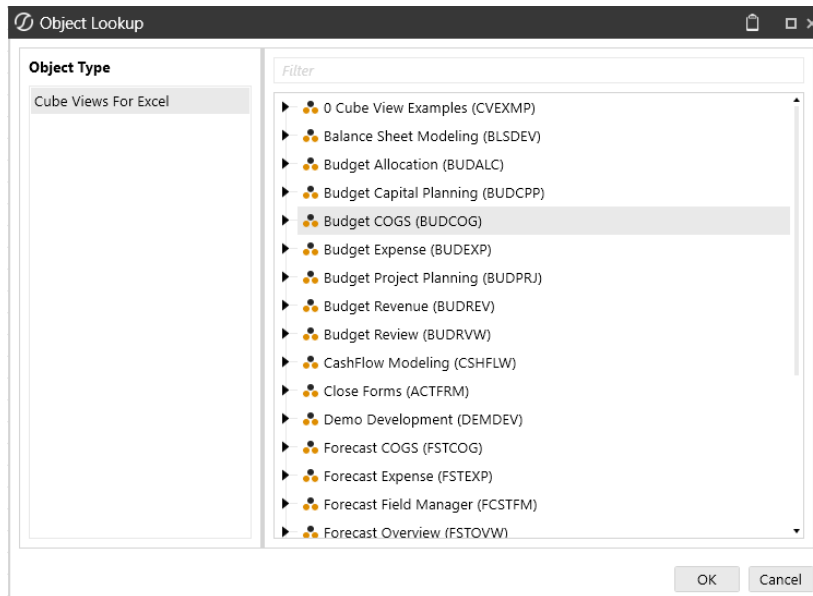 Object Lookup
Object Type
Cube Views For Excel
Filter
0 Cube View Examples (CVEXMP)
Balance Sheet Modeling (BLSDEV)
Budget Allocation (BUDALC)
Budget Capital Planning (BUDCPP)
Budget COGS (BUDCOG)
Budget Expense (BUDEXP)
Budget Project Planning (BUDPRJ)
Budget Revenue (BUDREV)
Budget Review (BUDRVW)
CashFlow Modeling (CSHFLW)
Close Forms (ACTFRM)
Demo Development (DEMDEV)
Forecast COGS (FSTCOG)
Forecast Expense (FSTEXP)
Forecast Field Manager (FCSTFM)
Forecast Overview (FSTOVW)
OK
Cancel